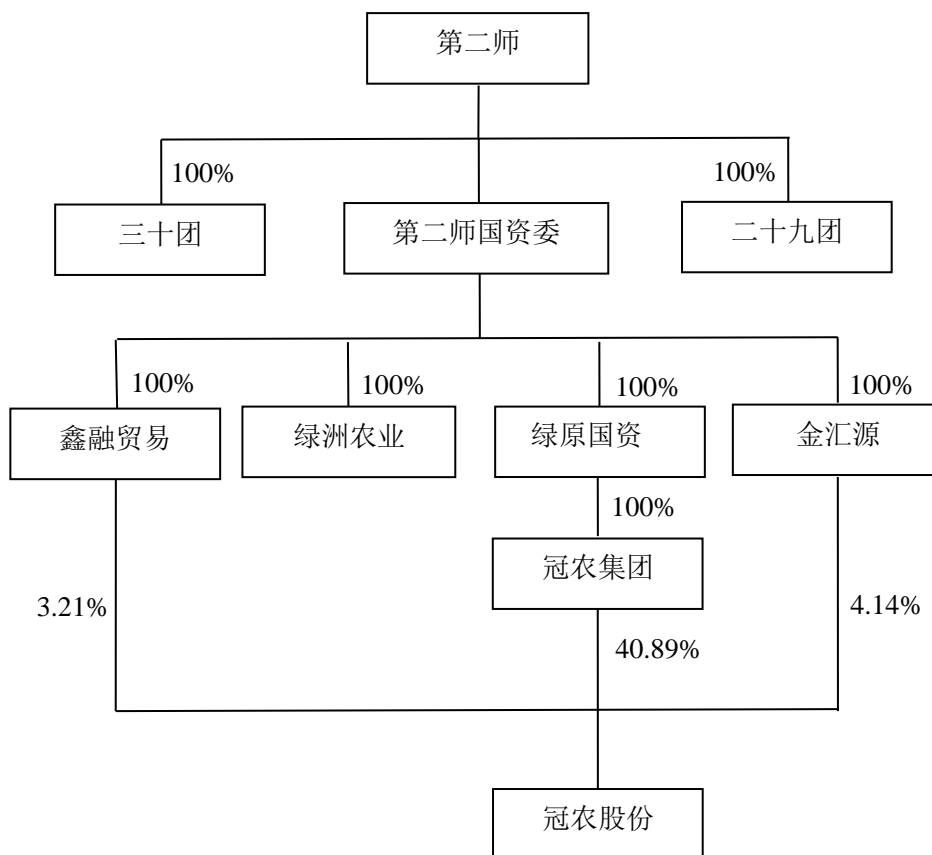 第二师
100%
100%
三十团
第二师国资委
二十九团
100%
100%
100%
100%
鑫融贸易
绿洲农业
绿原国资
金汇源
100%
冠农集团
3.21%
4.14%
40.89%
冠农股份